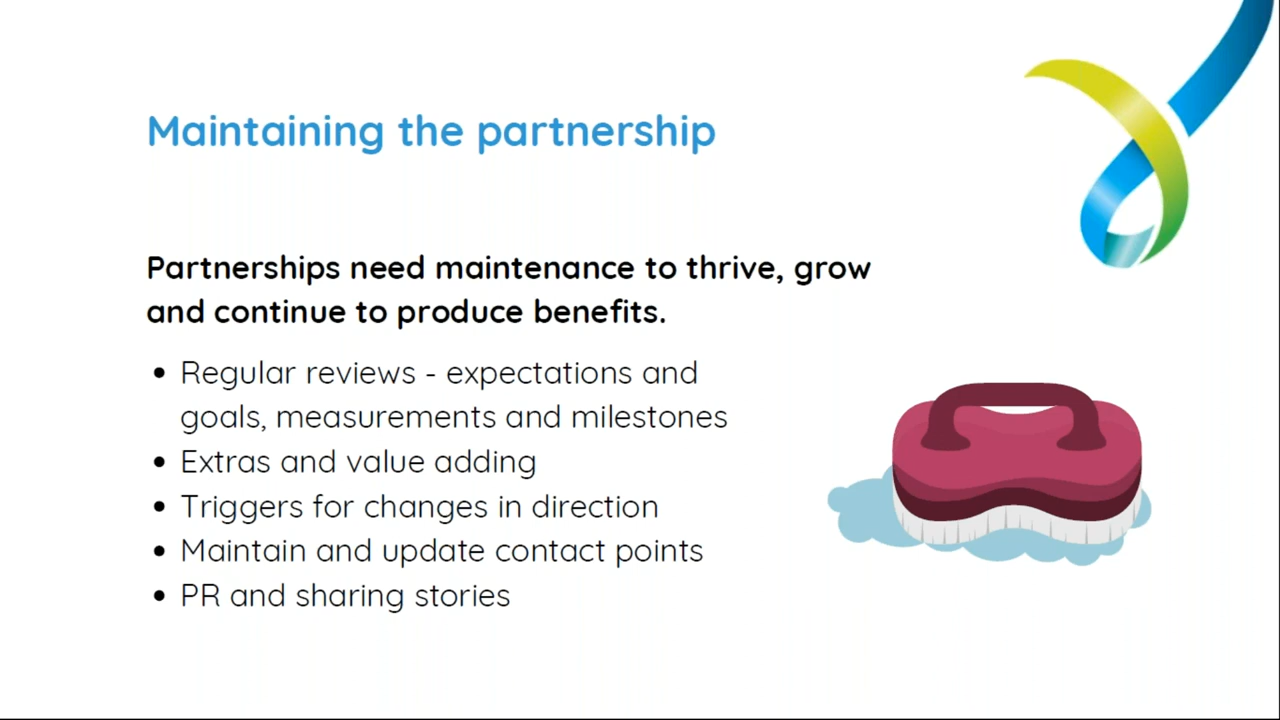 Maintaining the partnership
Partnerships need maintenance to thrive, grow
and continue to produce benefits.
• Regular reviews - expectations and
goals, measurements and milestones
• Extras and value adding
• Triggers for changes in direction
• Maintain and update contact points
• PR and sharing stories